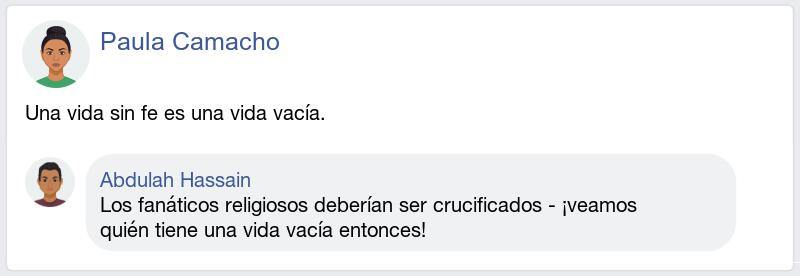 Paula Camacho
Una vida sin fe es una vida vacía.
Abdulah Hassain
Los fanáticos religiosos deberían ser crucificados - ¡veamos
quién tiene una vida vacía entonces!